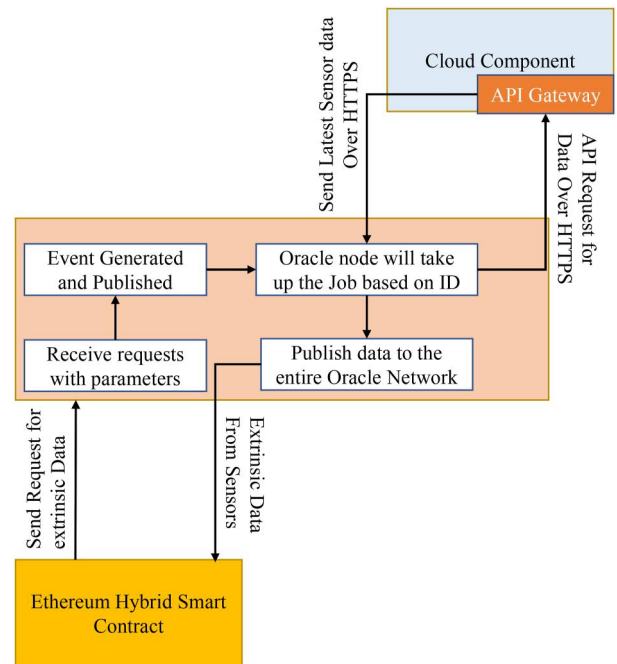 Cloud Component
API Gateway
Send Latest Sensor data
Over HTTPS
API Request for
Data Over HTTPS
Event Generated
and Published
Oracle node will take
up the Job based on ID
Receive requests
with parameters
Publish data to the
entire Oracle Network
Send Request for
extrinsic Data
Extrinsic Data
From Sensors
Ethereum Hybrid Smart
Contract